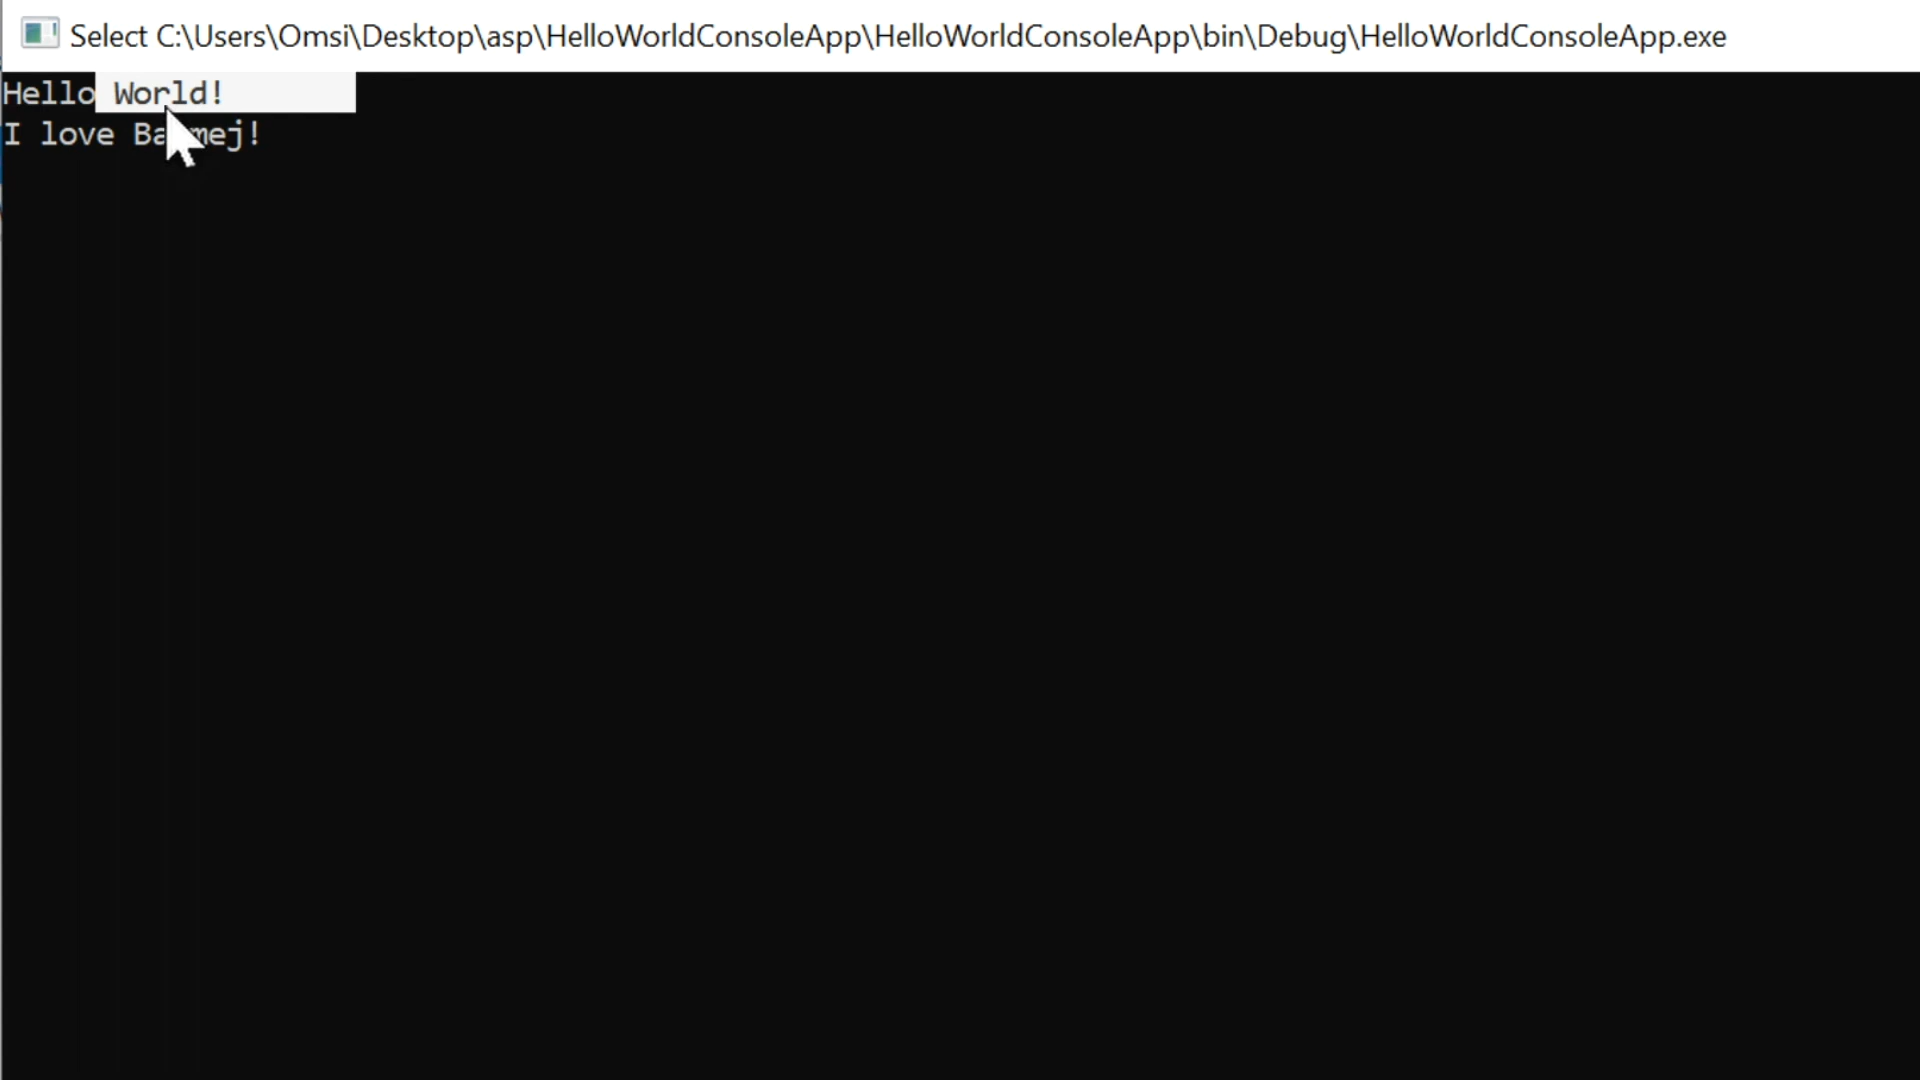 Select C:\Users\Omsi\Desktop\asp\HelloWorldConsoleApp\HelloWorldConsoleApp\bin\Debug\HelloWorldConsoleApp.exe
Hello World!
I love